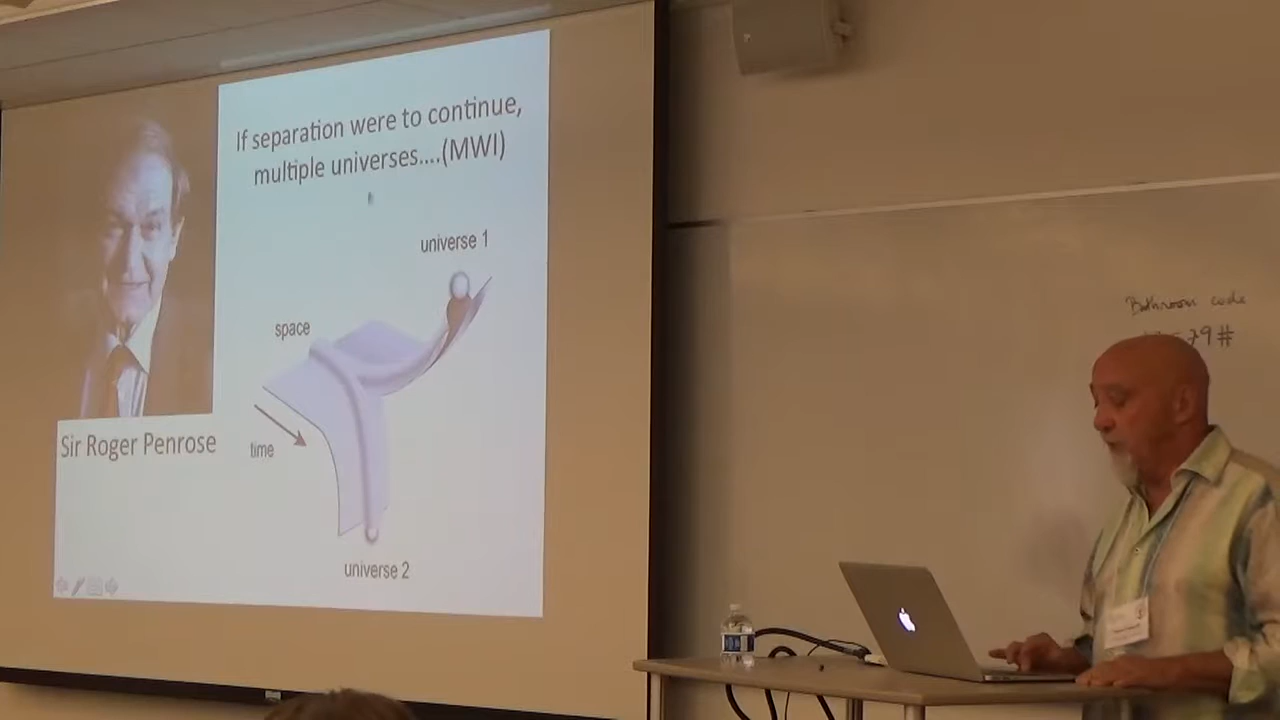 If separation were to continue,
multiple universes....(MWI)
universe 1
space
time
Sir Roger Penrose
universe 2
Bathroom code
79#